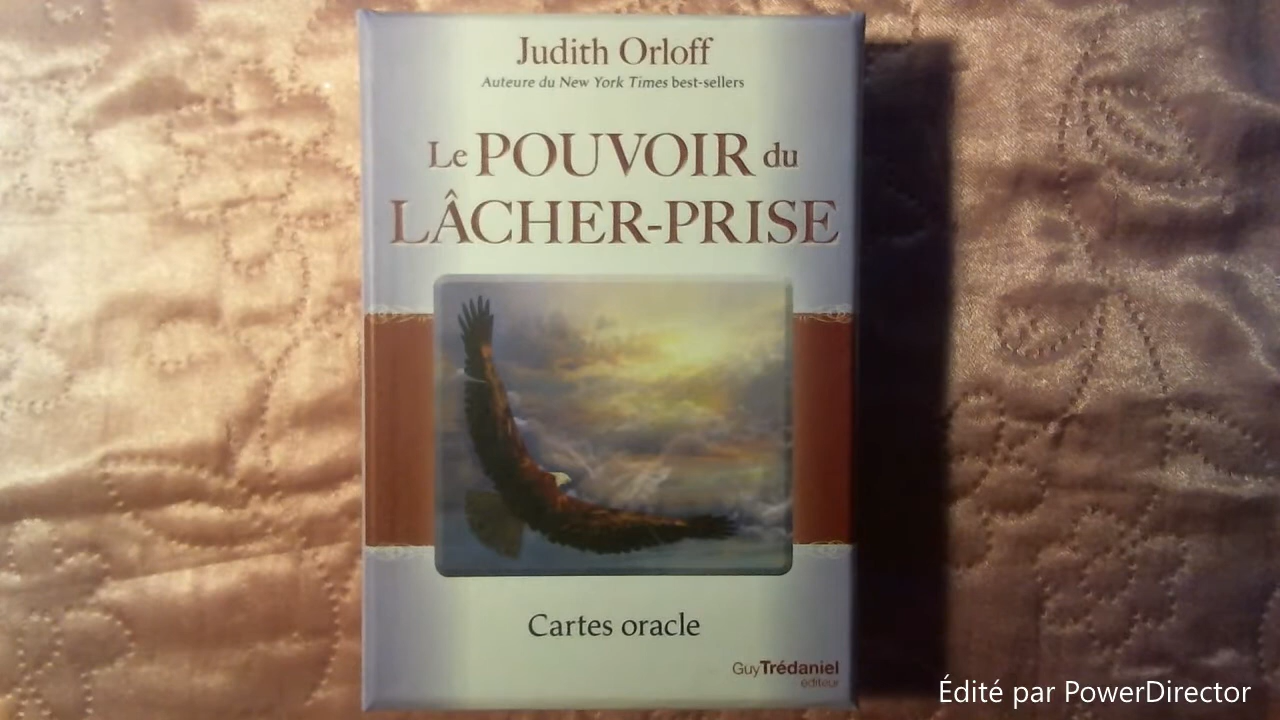 Judith Orloff
Auteure du New York Times best-sellers
Le POUVOIR du
LÂCHER-PRISE
Cartes oracle
GuyTrédaniel
éditeur
Édité par PowerDirector